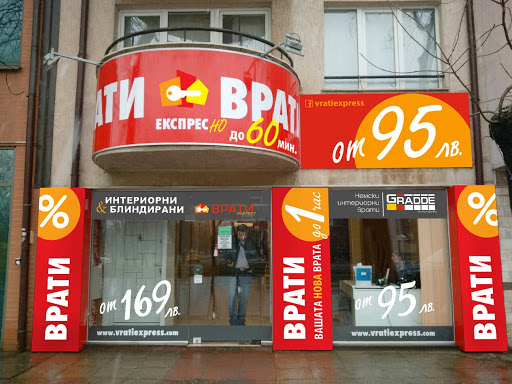 ВРАТИ
ВРАТИ
ЕКСПРЕСНО
до 60 мин.
vratiexpress
от 95 лв.
%
ВРАТИ
ИНТЕРИОРНИ
& БЛИНДИРАНИ
ВРАТИ
от 169 лв.
www.vratiexpress.com
ВРАТИ
ВАШАТА НОВА ВРАТА до 1 час
Немски
интериорни
врати
GRADDE
от 95 лв.
www.vratiexpress.com
%
ВРАТИ